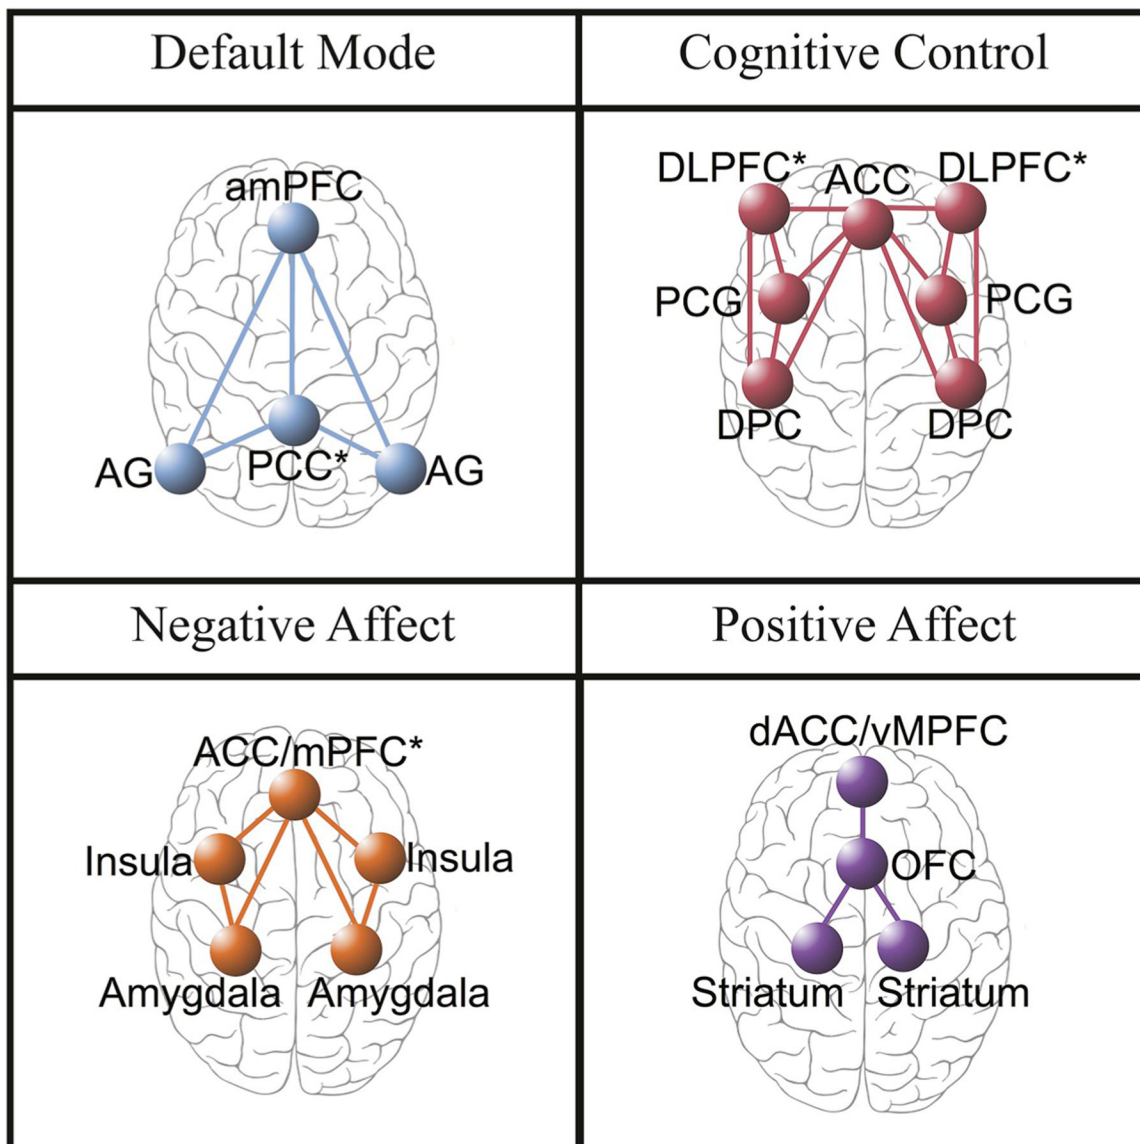 Default Mode
Cognitive Control
amPFC
AG
PCC*
AG
DLPFC*
ACC
DLPFC*
PCG
PCG
DPC
DPC
Negative Affect
Positive Affect
ACC/mPFC*
Insula
Insula
Amygdala
Amygdala
dACC/vMPFC
OFC
Striatum
Striatum